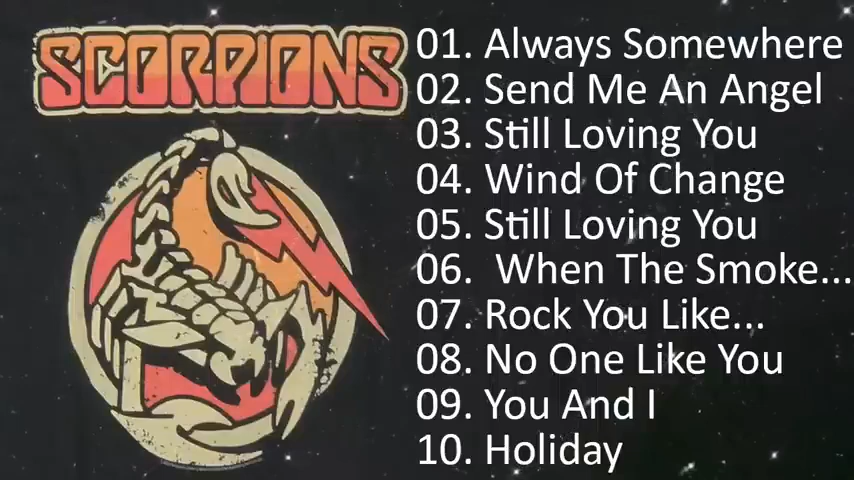 SCORPIONS
01. Always Somewhere
02. Send Me An Angel
03. Still Loving You
04. Wind Of Change
05. Still Loving You
06. When The Smoke...
07. Rock You Like...
08. No One Like You
09. You And I
10. Holiday